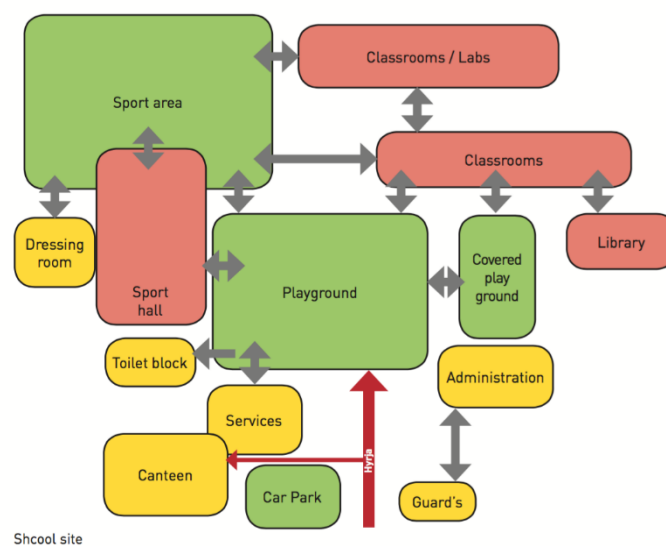 Classrooms / Labs
Sport area
Classrooms
Dressing
room
Sport
hall
Playground
Covered
play
ground
Library
Toilet block
Administration
Services
Canteen
Hyrja
Car Park
Guard's
Shcool site